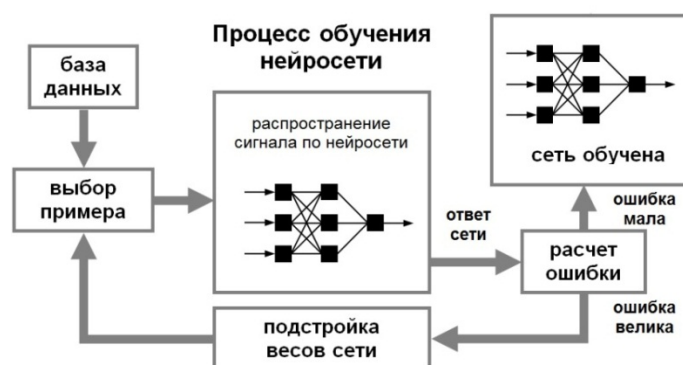 Процесс обучения
нейросети
база
данных
выбор
примера
распространение
сигнала по нейросети
ответ
сети
расчет
ошибки
ошибка
мала
сеть обучена
ошибка
велика
подстройка
весов сети